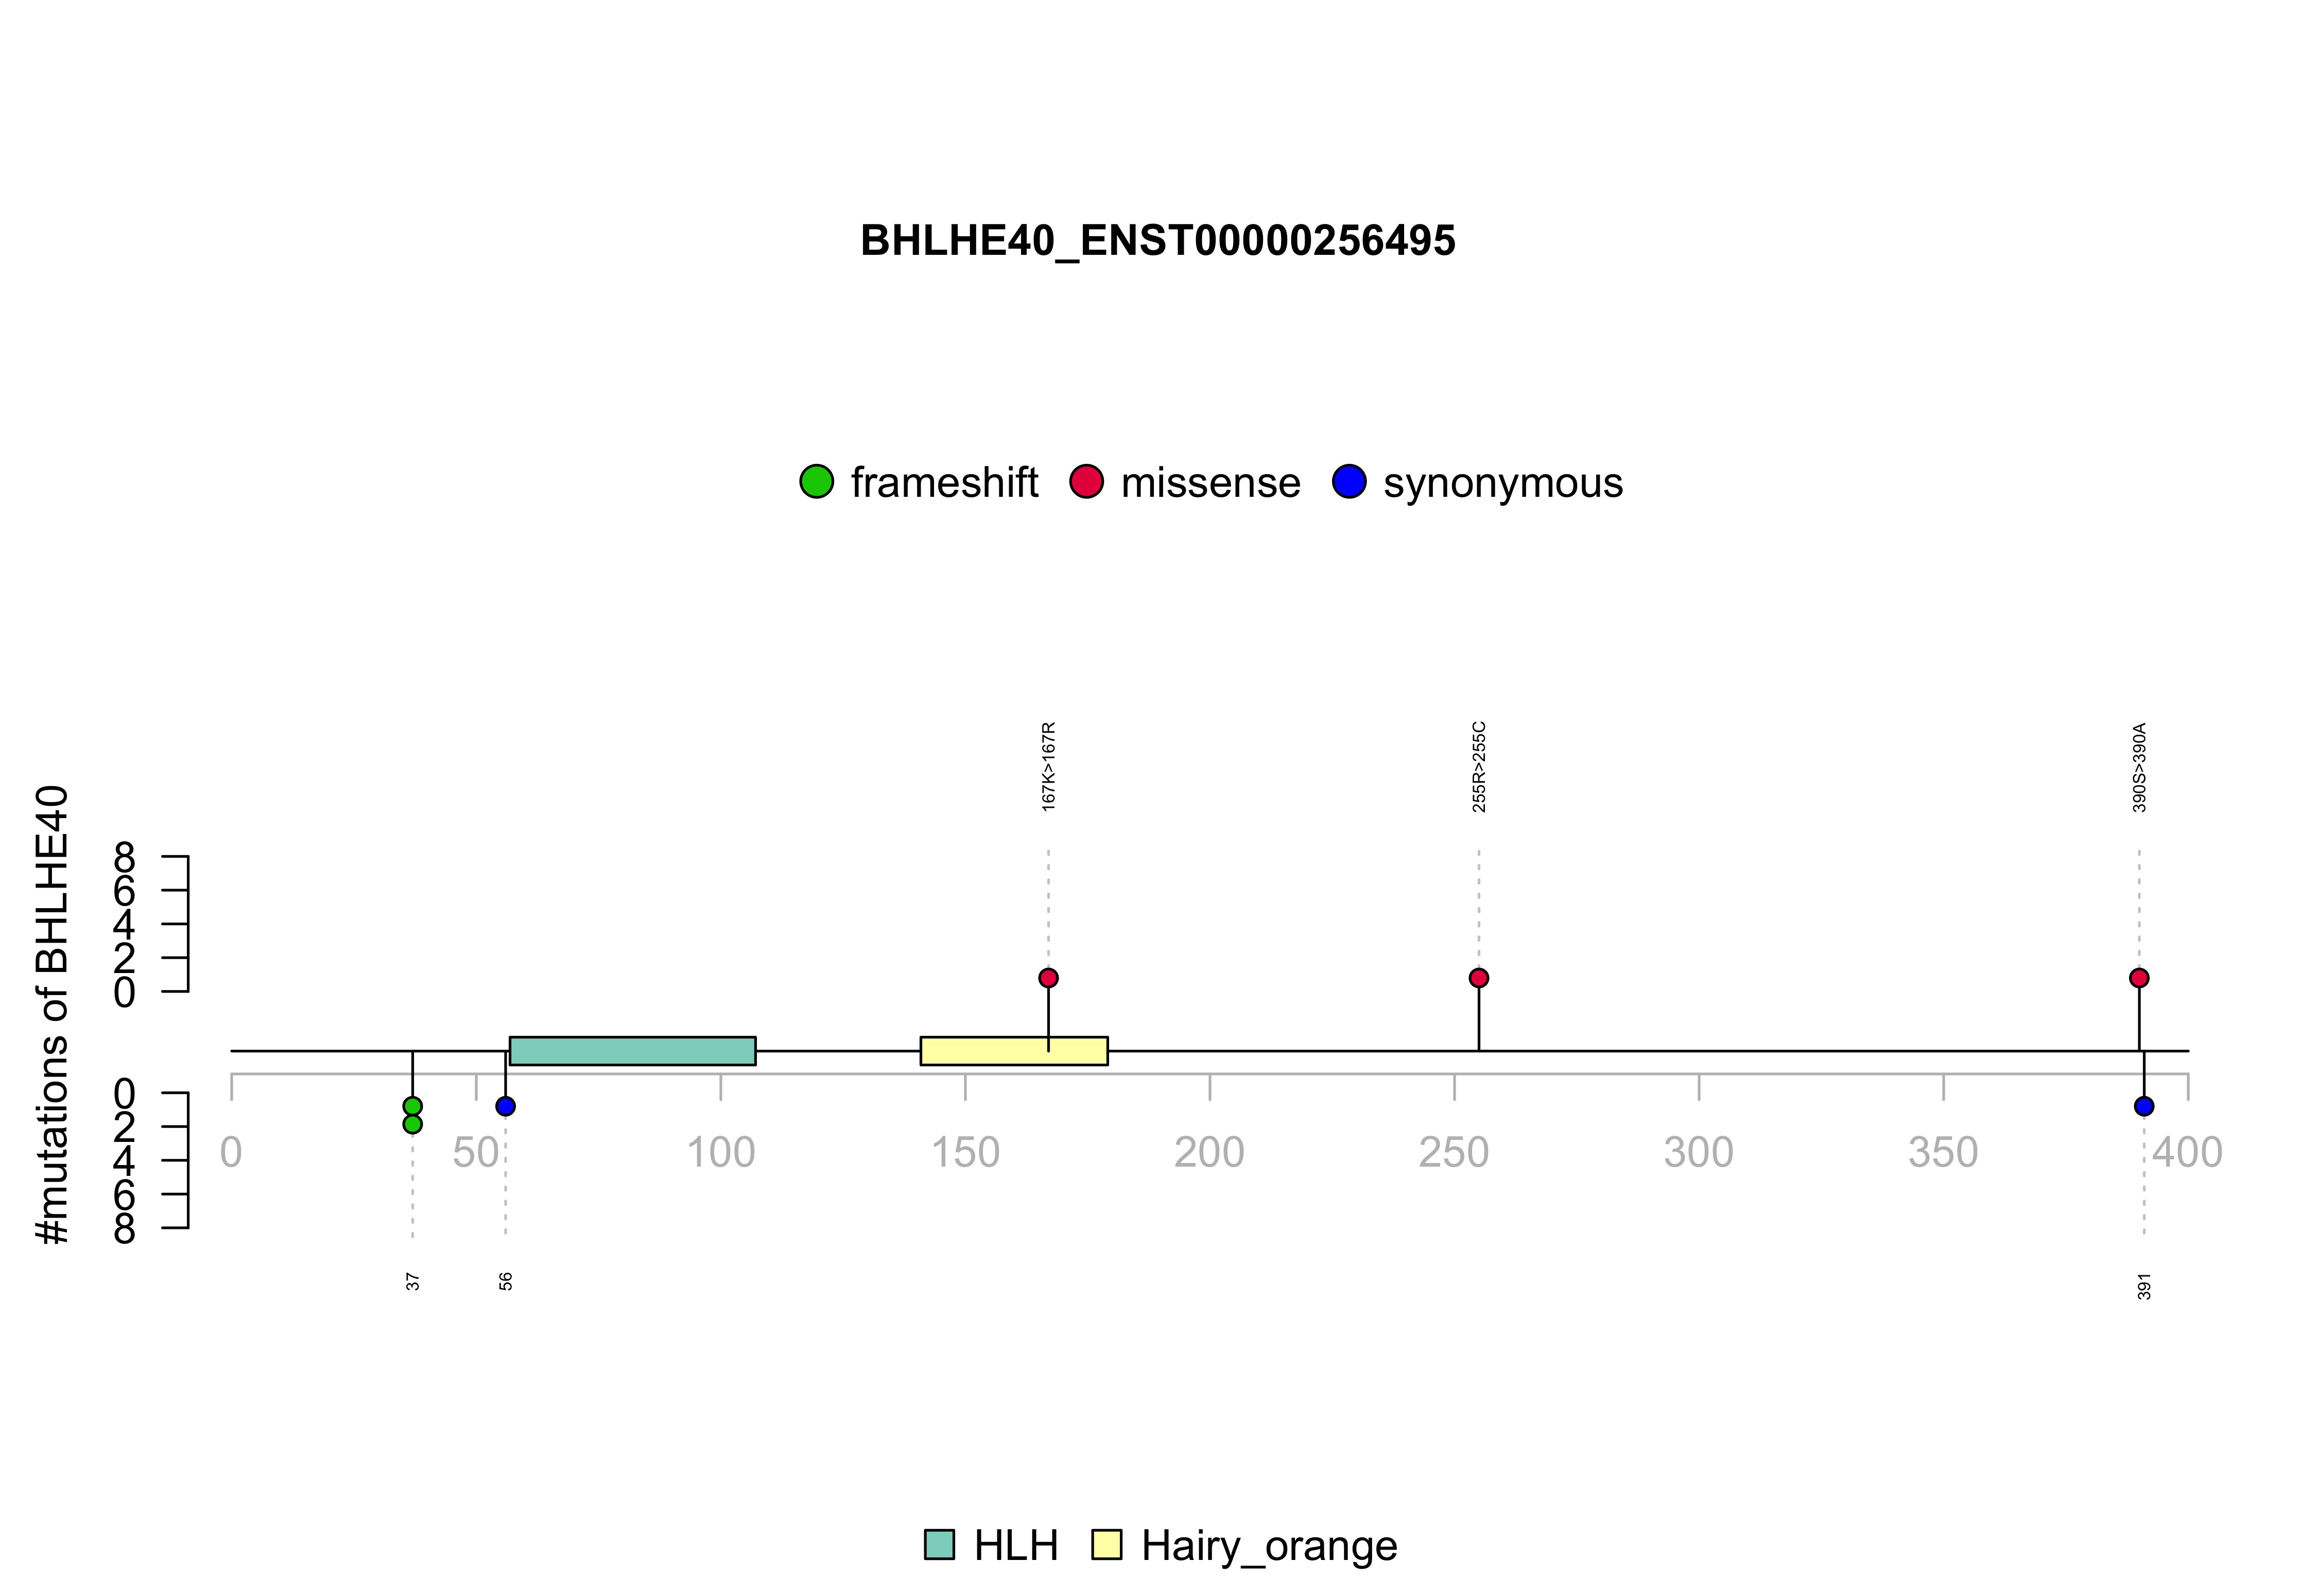 BHLHE40_ENST00000256495
frameshift missense synonymous
167K>167R
255R>255C
390S>390A
#mutations of BHLHE40
8
6
4
2
0
0
2
4
6
8
0 50 100 150 200 250 300 350 400
37
56
391
HLH Hairy_orange